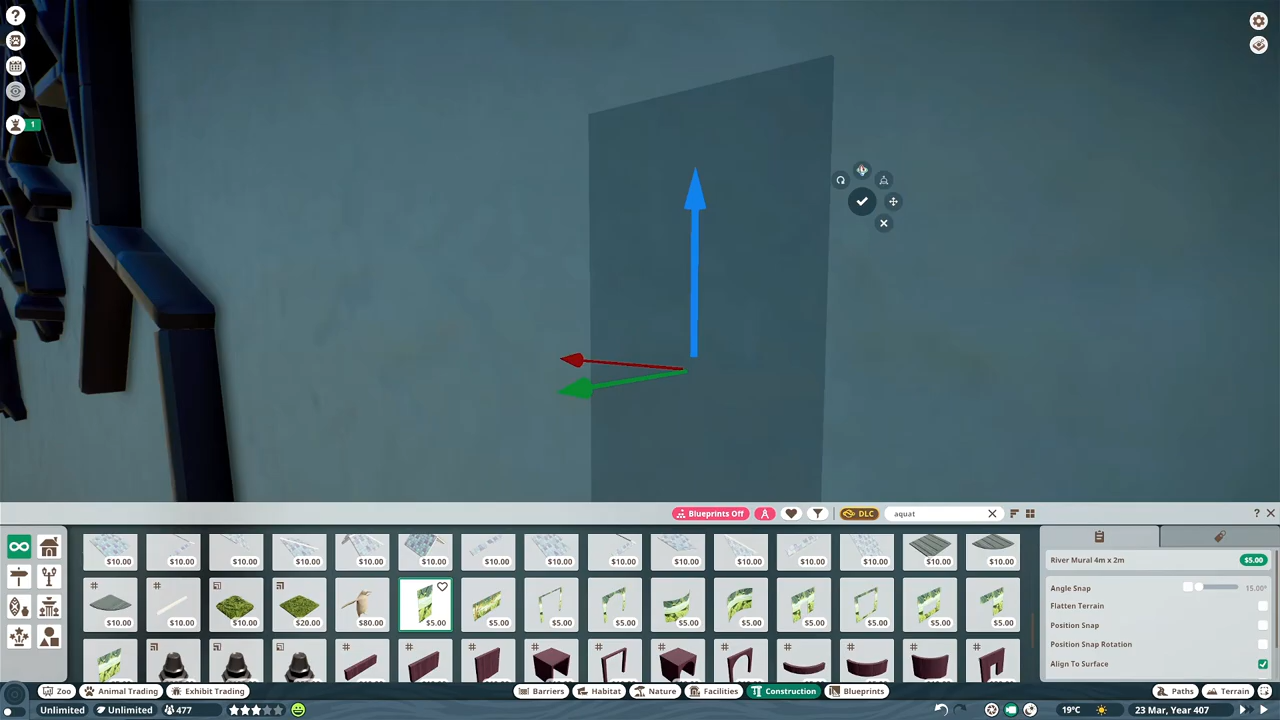 ?
1
Blueprints Off
DLC
aquat
?
$10.00 $10.00 $10.00 $10.00 $10.00 $10.00 $10.00 $10.00 $10.00 $10.00 $10.00 $10.00 $10.00 $10.00 $10.00
River Mural 4m x 2m
$5.00
Angle Snap
15.00°
Flatten Terrain
Position Snap
Position Snap Rotation
Align To Surface
$10.00 $10.00 $10.00 $20.00 $80.00 $5.00 $5.00 $5.00 $5.00 $5.00 $5.00 $5.00 $5.00 $5.00 $5.00
Zoo Animal Trading Exhibit Trading Barriers Habitat Nature Facilities Construction Blueprints Paths Terrain
Unlimited Unlimited 477 19°C 23 Mar, Year 407